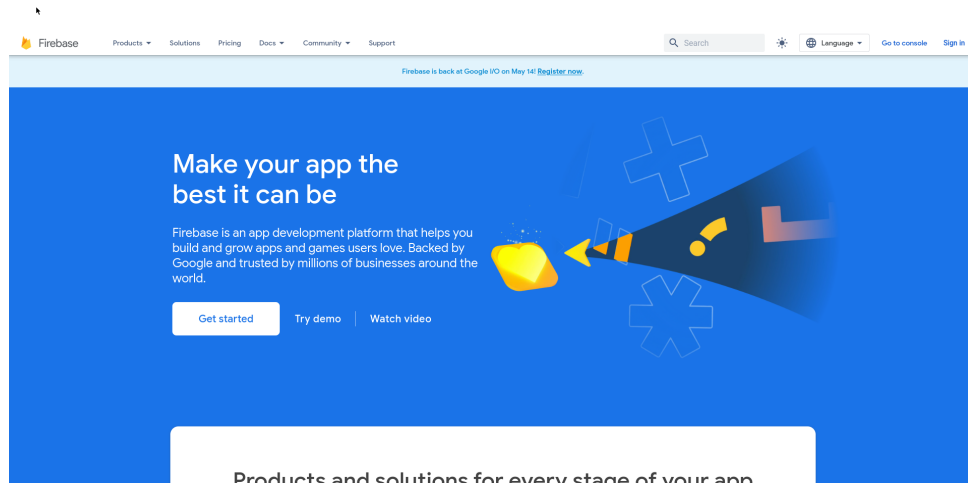 Firebase
Products
Solutions
Pricing
Docs
Community
Support
Search
Language
Go to console
Sign in
Firebase is back at Google I/O on May 14! Register now.
Make your app the
best it can be
Firebase is an app development platform that helps you
build and grow apps and games users love. Backed by
Google and trusted by millions of businesses around the
world.
Get started
Try demo
Watch video
Products and solutions for every stage of your app